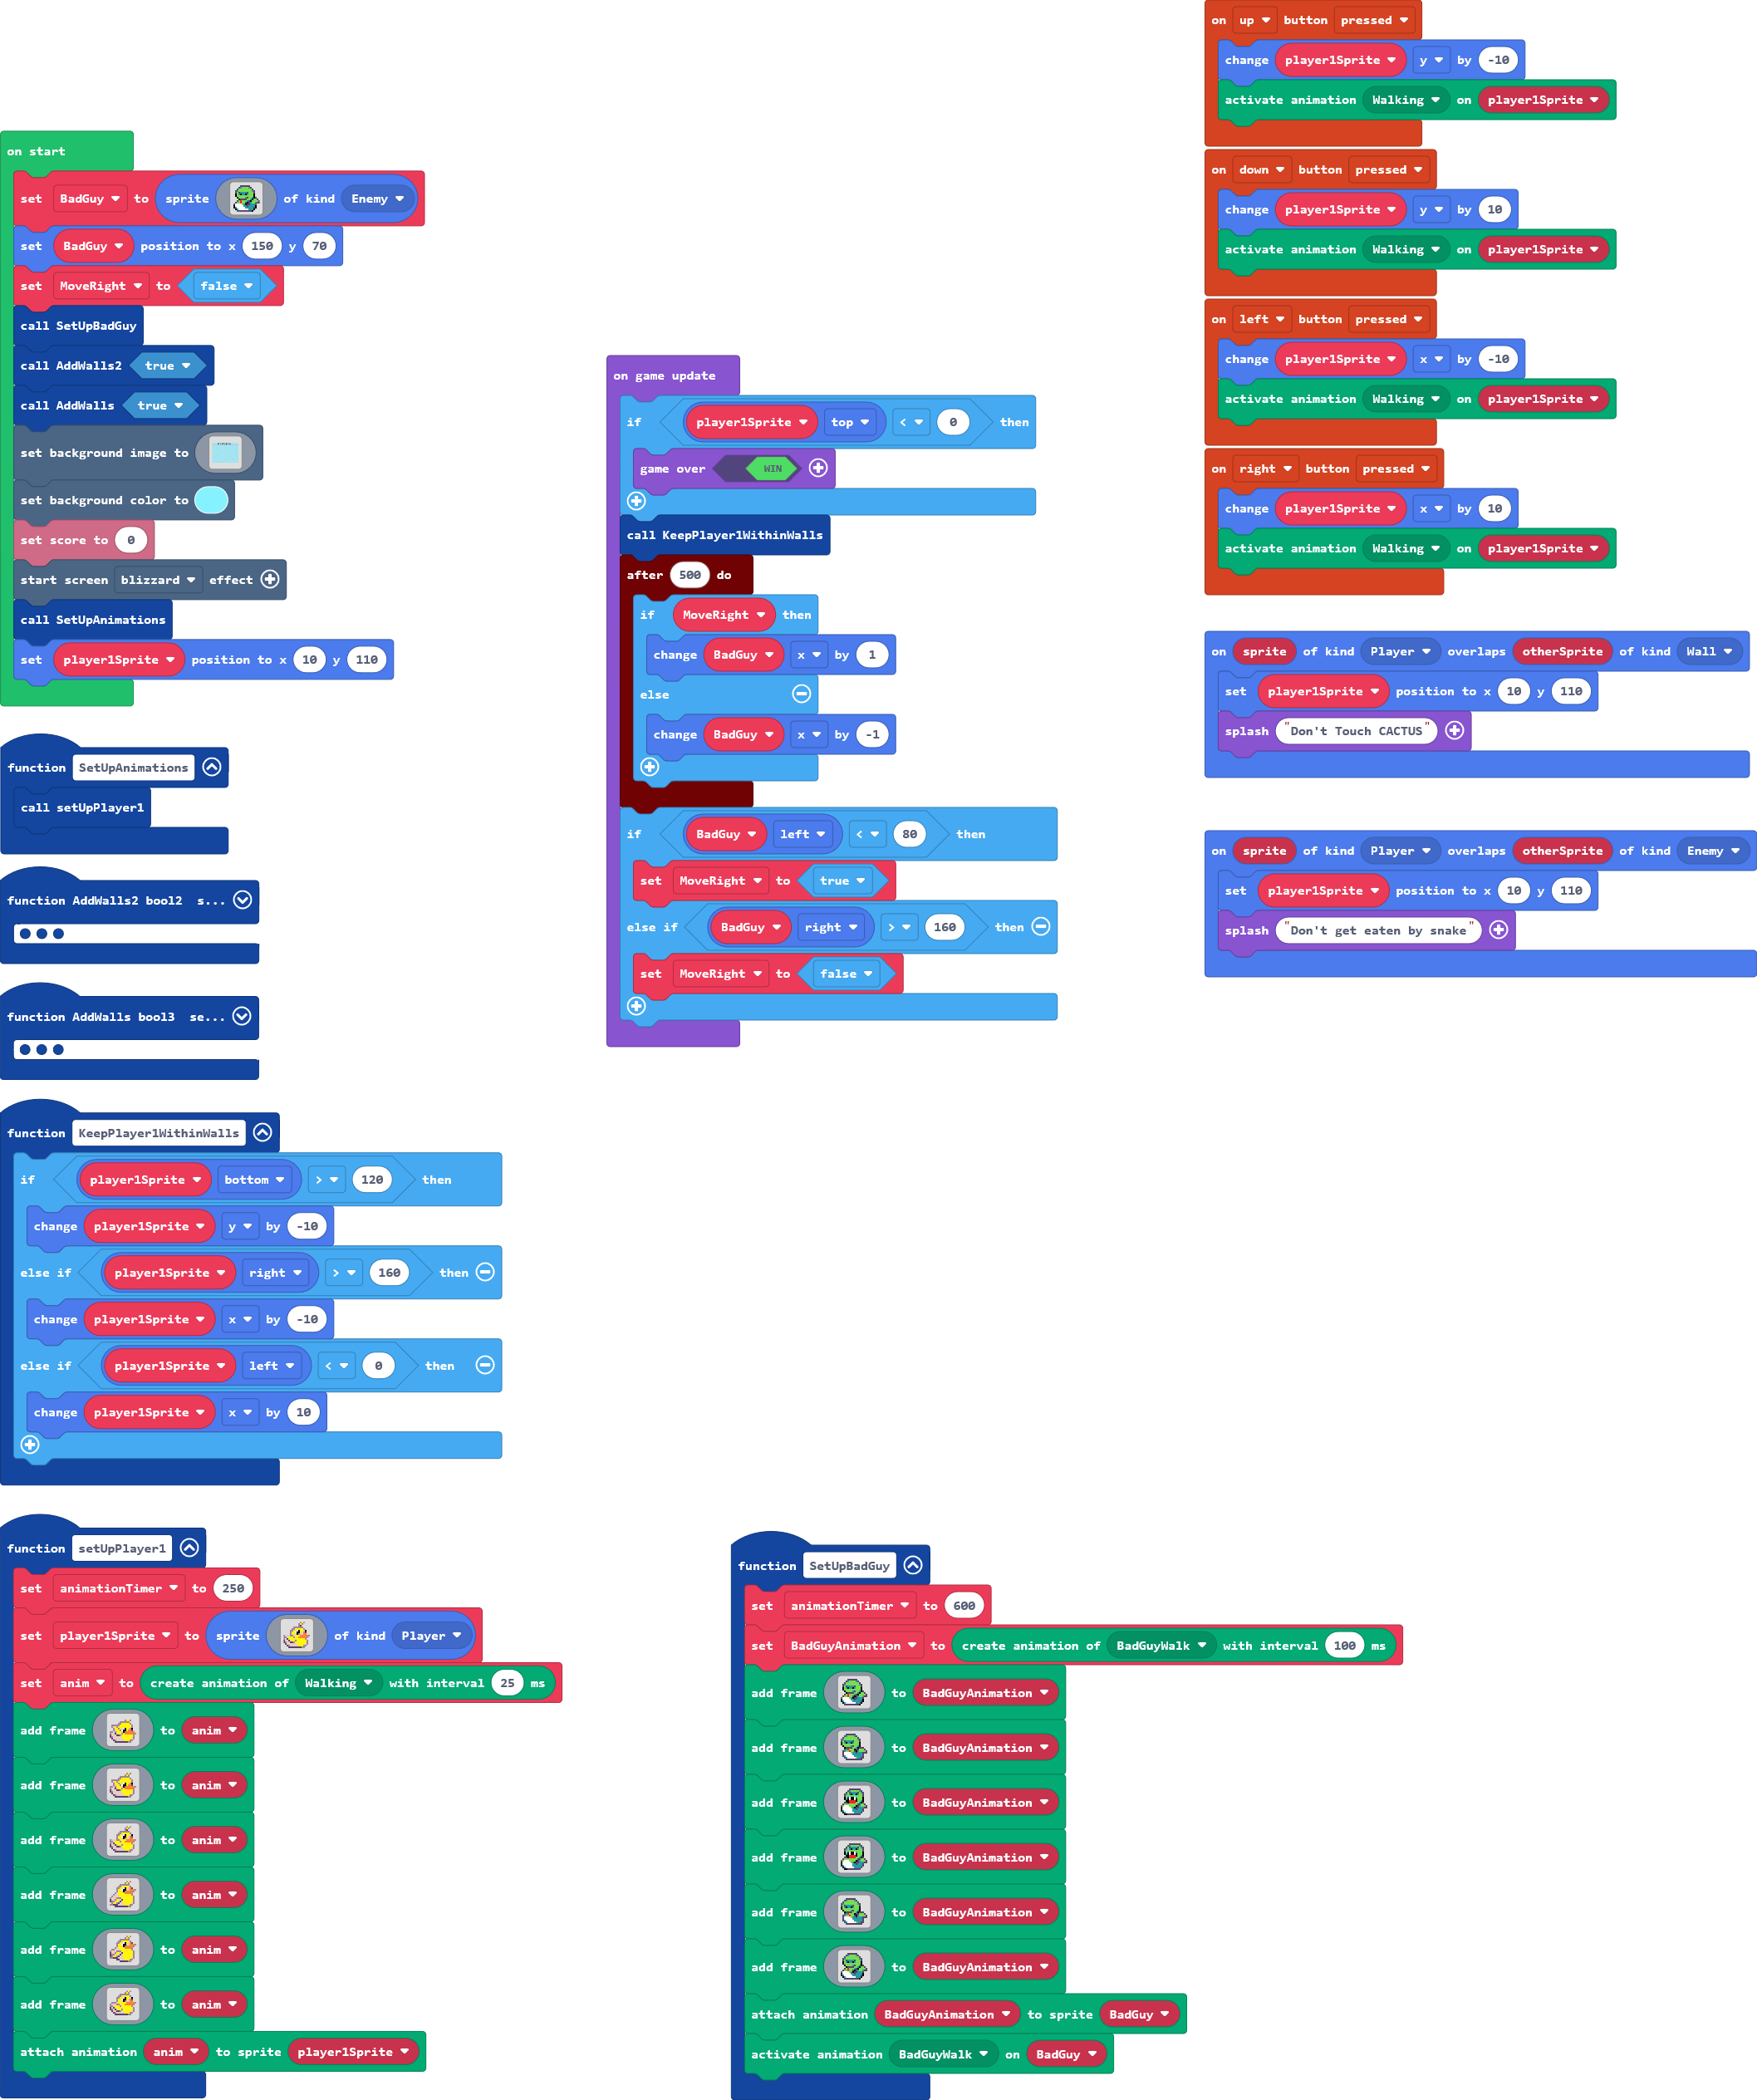 on start
set BadGuy to sprite of kind Enemy
set BadGuy position to x 150 y 70
set MoveRight to false
call SetUpBadGuy
call AddWalls2 true
call AddWalls true
set background image to
set background color to
set score to 0
start screen blizzard effect
call SetUpAnimations
set player1Sprite position to x 10 y 110
function SetUpAnimations
call setUpPlayer1
function AddWalls2 bool2 s...
function AddWalls bool3 se...
function KeepPlayer1WithinWalls
if player1Sprite bottom > 120 then
change player1Sprite y by -10
else if player1Sprite right > 160 then
change player1Sprite x by -10
else if player1Sprite left < 0 then
change player1Sprite x by 10
function setUpPlayer1
set animationTimer to 250
set player1Sprite to sprite of kind Player
set anim to create animation of Walking with interval 25 ms
add frame to anim
add frame to anim
add frame to anim
add frame to anim
add frame to anim
add frame to anim
attach animation anim to sprite player1Sprite
on game update
if player1Sprite top < 0 then
game over WIN
call KeepPlayer1WithinWalls
after 500 do
if MoveRight then
change BadGuy x by 1
else
change BadGuy x by -1
if BadGuy left < 80 then
set MoveRight to true
else if BadGuy right > 160 then
set MoveRight to false
function SetUpBadGuy
set animationTimer to 600
set BadGuyAnimation to create animation of BadGuyWalk with interval 100 ms
add frame to BadGuyAnimation
add frame to BadGuyAnimation
add frame to BadGuyAnimation
add frame to BadGuyAnimation
add frame to BadGuyAnimation
add frame to BadGuyAnimation
attach animation BadGuyAnimation to sprite BadGuy
activate animation BadGuyWalk on BadGuy
on up button pressed
change player1Sprite y by -10
activate animation Walking on player1Sprite
on down button pressed
change player1Sprite y by 10
activate animation Walking on player1Sprite
on left button pressed
change player1Sprite x by -10
activate animation Walking on player1Sprite
on right button pressed
change player1Sprite x by 10
activate animation Walking on player1Sprite
on sprite of kind Player overlaps otherSprite of kind Wall
set player1Sprite position to x 10 y 110
splash "Don't Touch CACTUS"
on sprite of kind Player overlaps otherSprite of kind Enemy
set player1Sprite position to x 10 y 110
splash "Don't get eaten by snake"